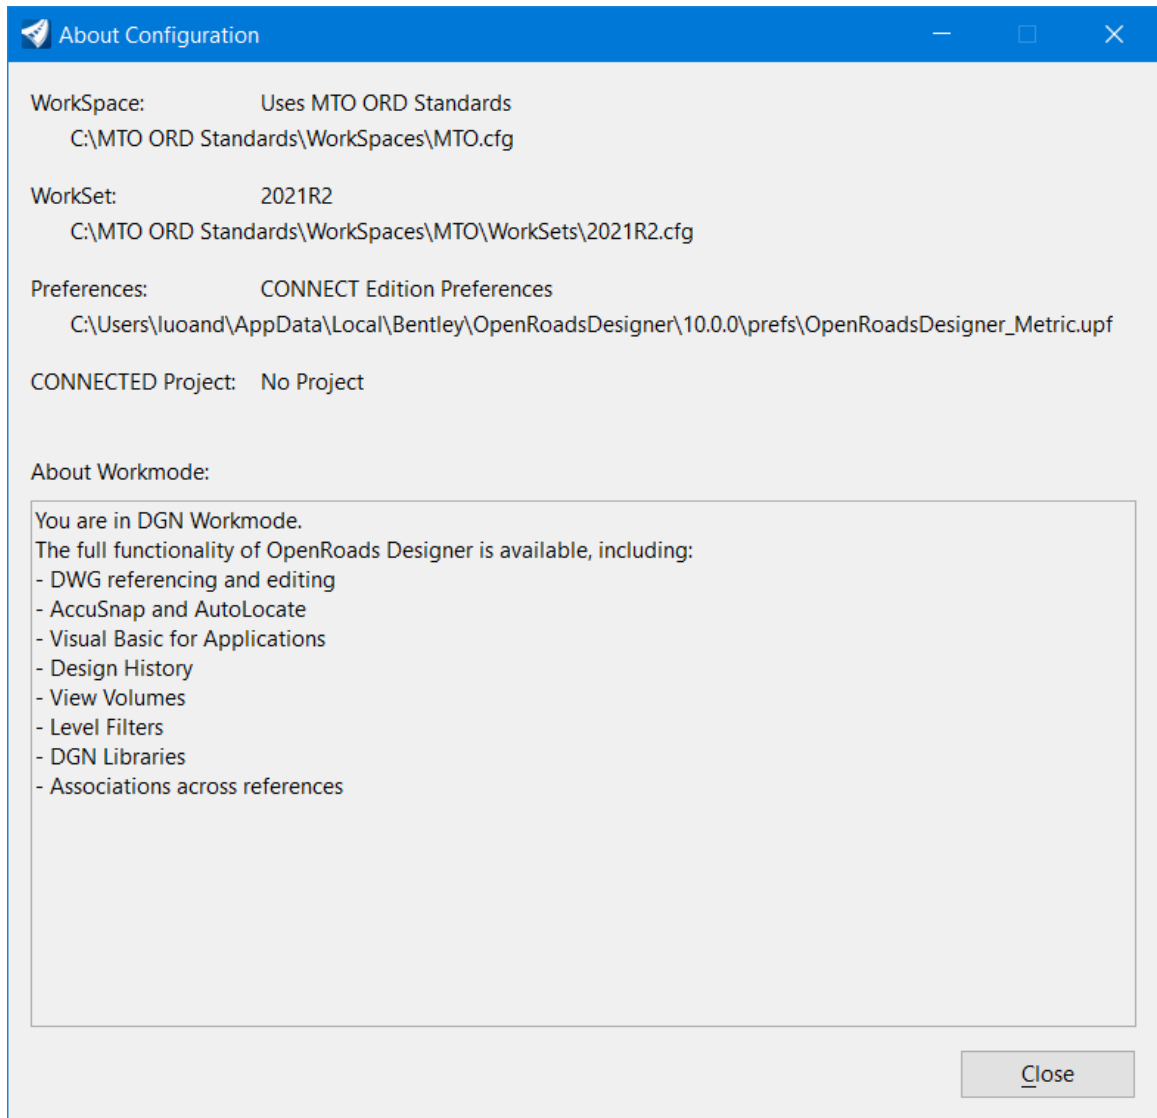 About Configuration
WorkSpace: Uses MTO ORD Standards
C:\MTO ORD Standards\WorkSpaces\MTO.cfg
WorkSet: 2021R2
C:\MTO ORD Standards\WorkSpaces\MTO\WorkSets\2021R2.cfg
Preferences: CONNECT Edition Preferences
C:\Users\luoand\AppData\Local\Bentley\OpenRoadsDesigner\10.0.0\prefs\OpenRoadsDesigner_Metric.upf
CONNECTED Project: No Project
About Workmode:
You are in DGN Workmode.
The full functionality of OpenRoads Designer is available, including:
- DWG referencing and editing
- AccuSnap and AutoLocate
- Visual Basic for Applications
- Design History
- View Volumes
- Level Filters
- DGN Libraries
- Associations across references
Close